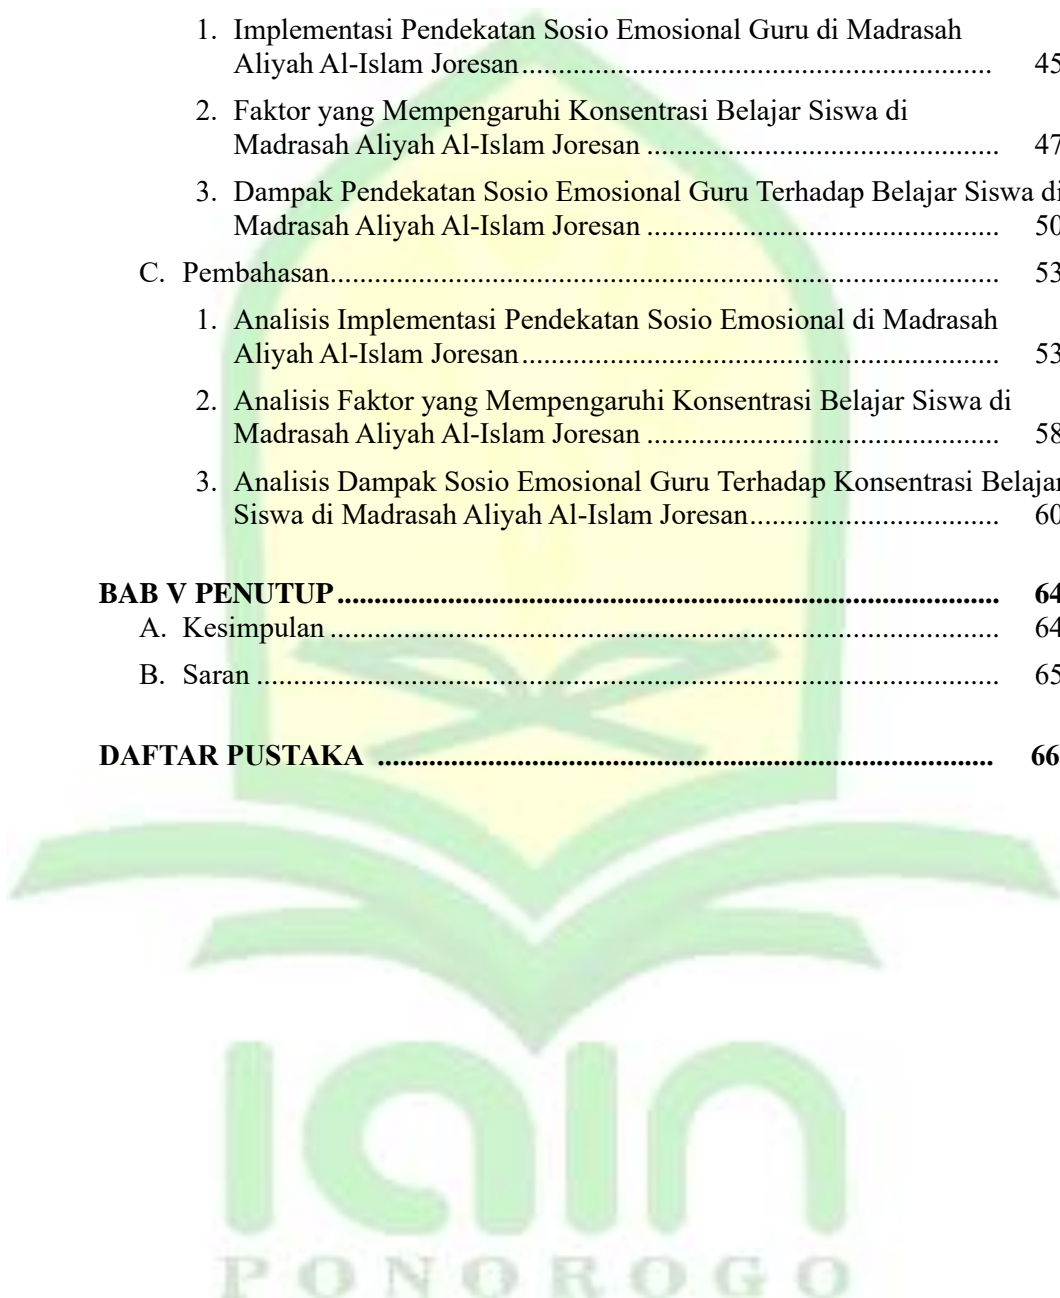 1. Implementasi Pendekatan Sosio Emosional Guru di Madrasah
Aliyah Al-Islam Joresan................................................................ 45
2. Faktor yang Mempengaruhi Konsentrasi Belajar Siswa di
Madrasah Aliyah Al-Islam Joresan ................................................ 47
3. Dampak Pendekatan Sosio Emosional Guru Terhadap Belajar Siswa di
Madrasah Aliyah Al-Islam Joresan ................................................ 50
C. Pembahasan........................................................................................... 53
1. Analisis Implementasi Pendekatan Sosio Emosional di Madrasah
Aliyah Al-Islam Joresan................................................................. 53
2. Analisis Faktor yang Mempengaruhi Konsentrasi Belajar Siswa di
Madrasah Aliyah Al-Islam Joresan ................................................ 58
3. Analisis Dampak Sosio Emosional Guru Terhadap Konsentrasi Belajar
Siswa di Madrasah Aliyah Al-Islam Joresan.................................. 60
BAB V PENUTUP .......................................................................................... 64
A. Kesimpulan ........................................................................................... 64
B. Saran ..................................................................................................... 65
DAFTAR PUSTAKA .................................................................................... 66
iain
PONOROGO